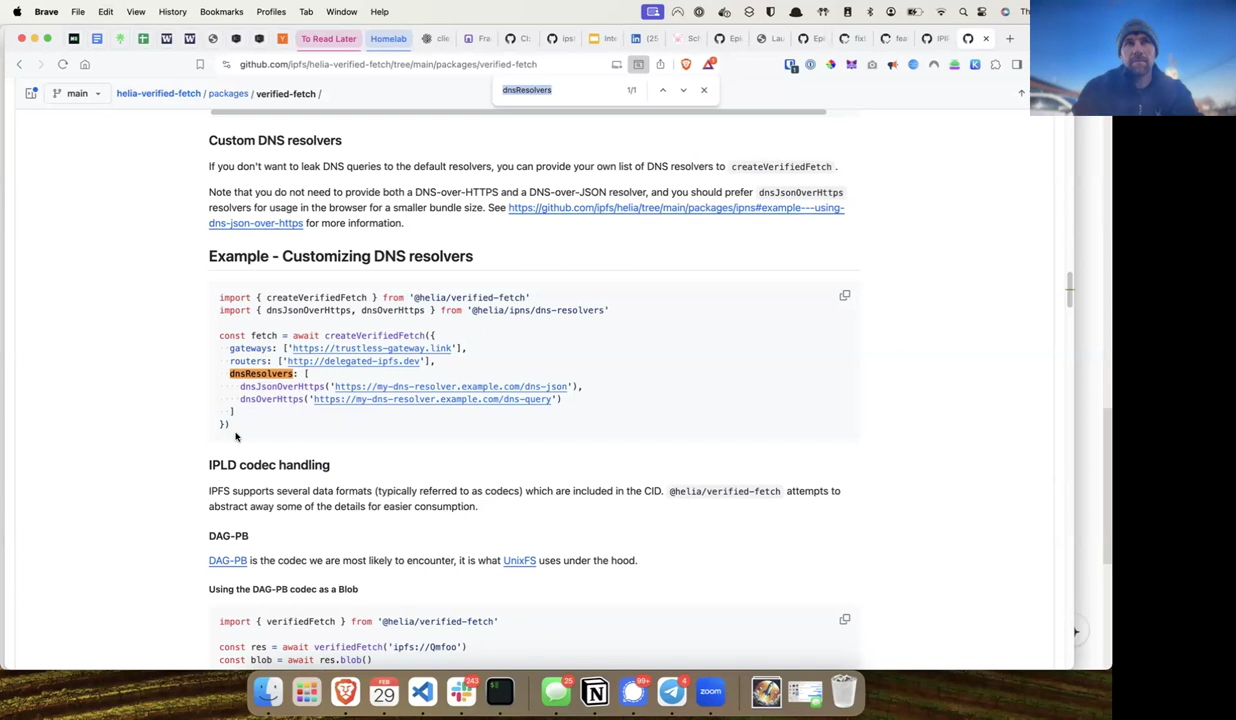 Brave File Edit View History Bookmarks Profiles Tab Window Help
To Read Later Homelab
github.com/ipfs/helia-verified-fetch/tree/main/packages/verified-fetch
main helia-verified-fetch / packages / verified-fetch /
dnsResolvers 1/1
Custom DNS resolvers
If you don't want to leak DNS queries to the default resolvers, you can provide your own list of DNS resolvers to createVerifiedFetch .
Note that you do not need to provide both a DNS-over-HTTPS and a DNS-over-JSON resolver, and you should prefer dnsJsonOverHttps
resolvers for usage in the browser for a smaller bundle size. See https://github.com/ipfs/helia/tree/main/packages/ipns#example---using-
dns-json-over-https for more information.
Example - Customizing DNS resolvers
import { createVerifiedFetch } from '@helia/verified-fetch'
import { dnsJsonOverHttps, dnsOverHttps } from '@helia/ipns/dns-resolvers'
const fetch = await createVerifiedFetch({
gateways: ['https://trustless-gateway.link'],
routers: ['http://delegated-ipfs.dev'],
dnsResolvers: [
dnsJsonOverHttps('https://my-dns-resolver.example.com/dns-json'),
dnsOverHttps('https://my-dns-resolver.example.com/dns-query')
]
})
IPLD codec handling
IPFS supports several data formats (typically referred to as codecs) which are included in the CID. @helia/verified-fetch attempts to
abstract away some of the details for easier consumption.
DAG-PB
DAG-PB is the codec we are most likely to encounter, it is what UnixFS uses under the hood.
Using the DAG-PB codec as a Blob
import { verifiedFetch } from '@helia/verified-fetch'
const res = await verifiedFetch('ipfs://Qmfoo')
const blob = await res.blob()
FEB
29
243
25
99+
4
zoom